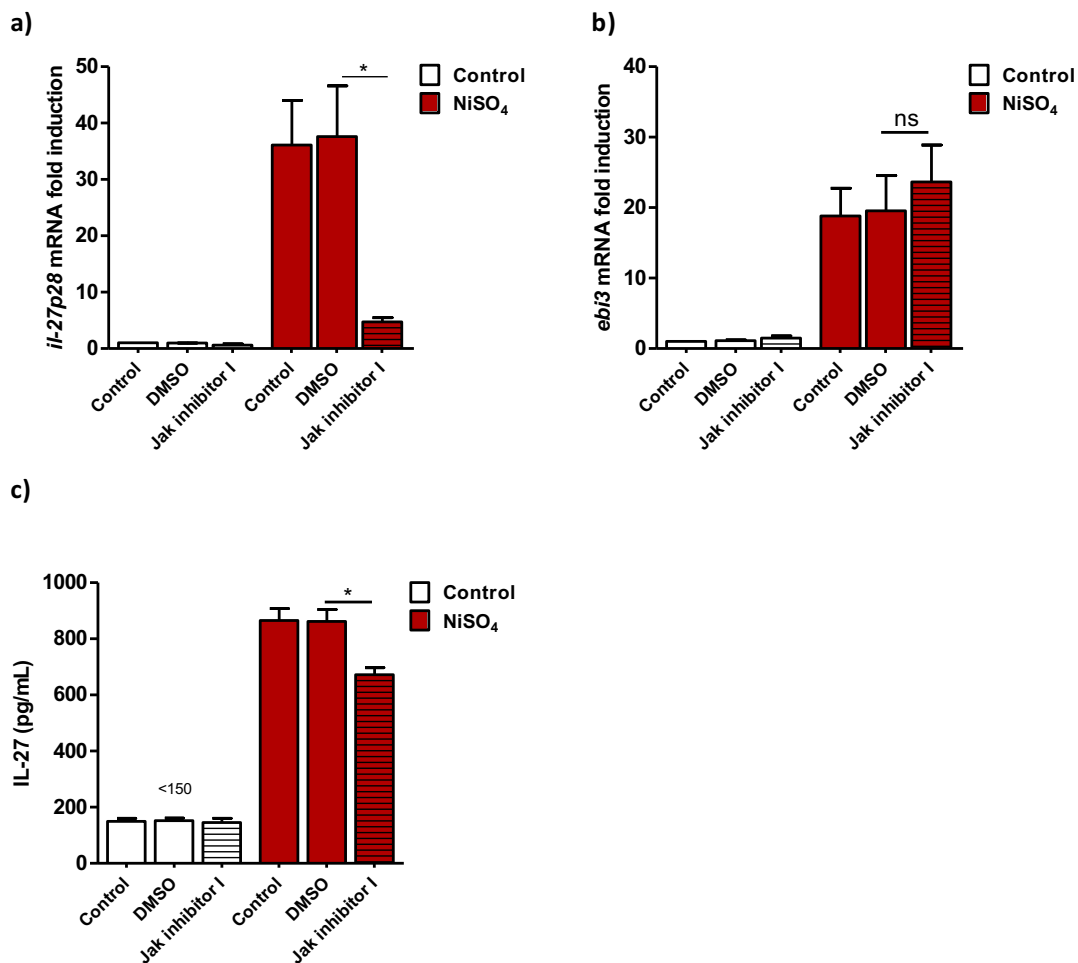 a)
il-27p28 mRNA fold induction
50
40
30
20
10
0
*
Control
NiSO₄
Control
DMSO
Jak inhibitor I
Control
DMSO
Jak inhibitor I
b)
ebi3 mRNA fold induction
40
30
20
10
0
ns
Control
NiSO₄
Control
DMSO
Jak inhibitor I
Control
DMSO
Jak inhibitor I
c)
IL-27 (pg/mL)
1000
800
600
400
200
0
<150
*
Control
NiSO₄
Control
DMSO
Jak inhibitor I
Control
DMSO
Jak inhibitor I